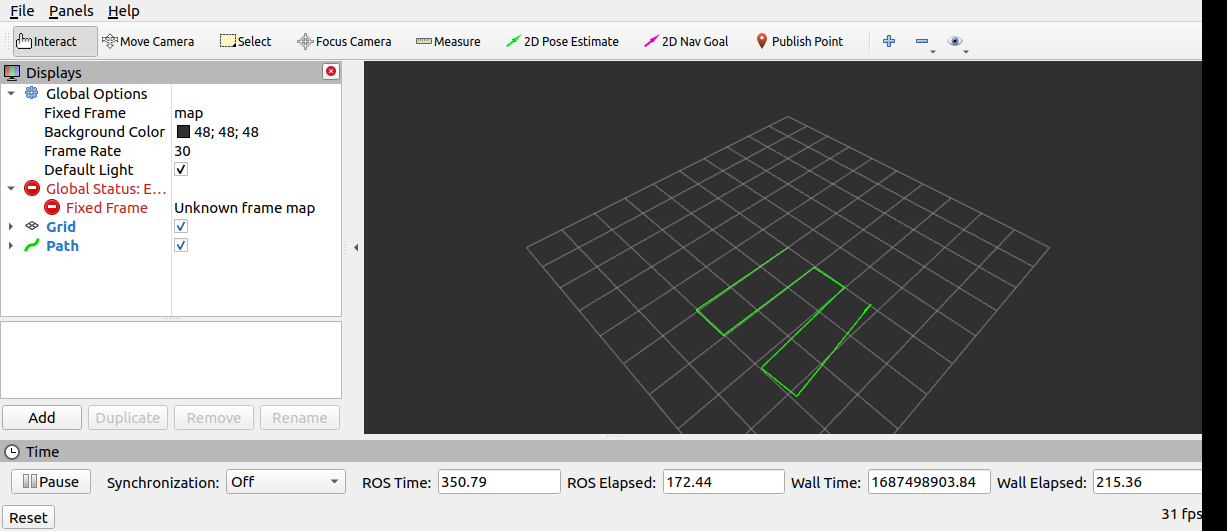 File Panels Help
Interact Move Camera Select Focus Camera Measure 2D Pose Estimate 2D Nav Goal Publish Point
Displays
Global Options
Fixed Frame map
Background Color 48; 48; 48
Frame Rate 30
Default Light
Global Status: E...
Fixed Frame Unknown frame map
Grid
Path
Add Duplicate Remove Rename
Time
Pause Synchronization: Off ROS Time: 350.79 ROS Elapsed: 172.44 Wall Time: 1687498903.84 Wall Elapsed: 215.36
Reset 31 fps